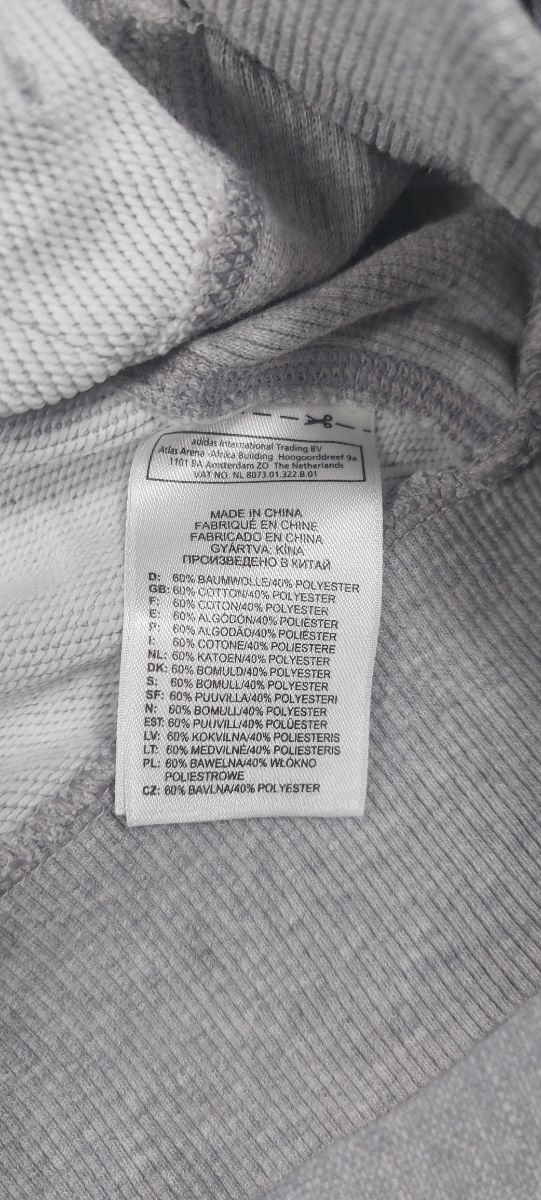 adidas International Trading BV
Atlas Arena -Afrika Building Hoogoorddreef 9a
1101 BA Amsterdam ZO The Netherlands
VAT NO. NL 8073.01.322.B.01
MADE IN CHINA
FABRIQUÉ EN CHINE
FABRICADO EN CHINA
GYÁRTVA: KÍNA
ПРОИЗВЕДЕНО В КИТАЙ
D: 60% BAUMWOLLE/40% POLYESTER
GB: 60% COTTON/40% POLYESTER
F: 60% COTON/40% POLYESTER
E: 60% ALGODÓN/40% POLIÉSTER
P: 60% ALGODÃO/40% POLIÉSTER
I: 60% COTONE/40% POLIESTERE
NL: 60% KATOEN/40% POLYESTER
DK: 60% BOMULD/40% POLYESTER
S: 60% BOMULL/40% POLYESTER
SF: 60% PUUVILLA/40% POLYESTERI
N: 60% BOMULL/40% POLYESTER
EST: 60% PUUVILL/40% POLÜESTER
LV: 60% KOKVILNA/40% POLIESTERIS
LT: 60% MEDVILNĖ/40% POLIESTERIS
PL: 60% BAWEŁNA/40% WŁÓKNO
POLIESTROWE
CZ: 60% BAVLNA/40% POLYESTER